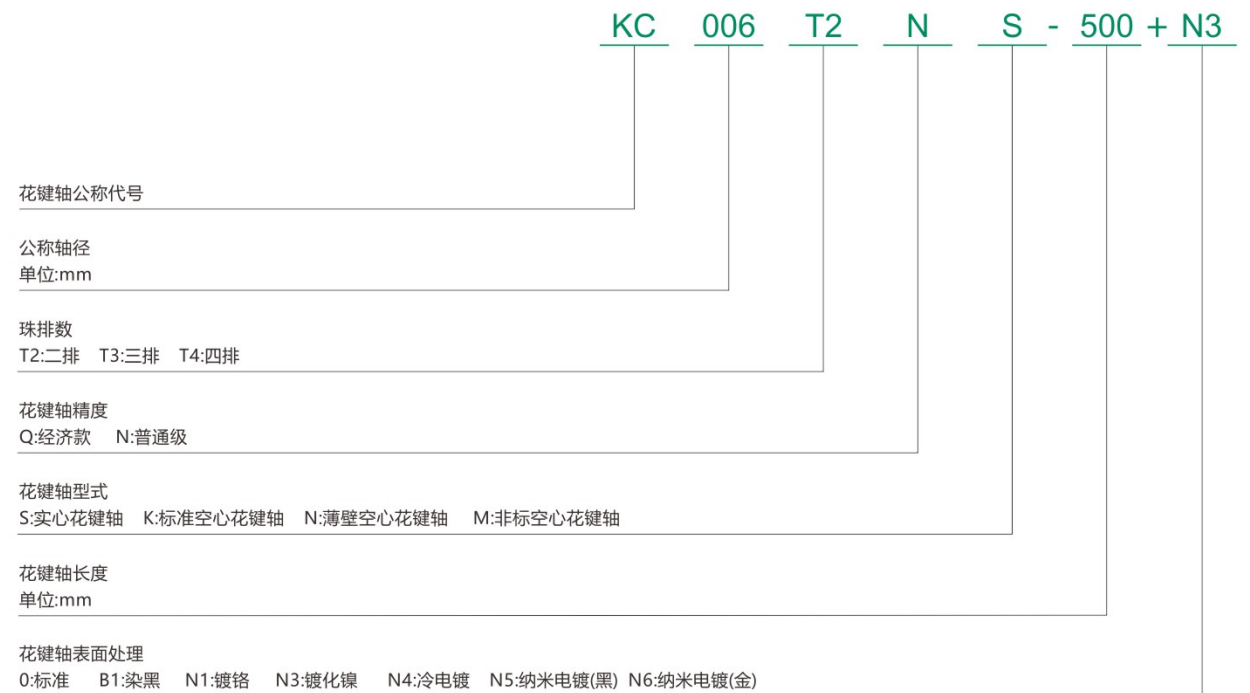 KC 006 T2 N S - 500 + N3
花键轴公称代号
公称轴径
单位:mm
珠排数
T2:二排 T3:三排 T4:四排
花键轴精度
Q:经济款 N:普通级
花键轴型式
S:实心花键轴 K:标准空心花键轴 N:薄壁空心花键轴 M:非标空心花键轴
花键轴长度
单位:mm
花键轴表面处理
0:标准 B1:染黑 N1:镀铬 N3:镀化镍 N4:冷电镀 N5:纳米电镀(黑) N6:纳米电镀(金)